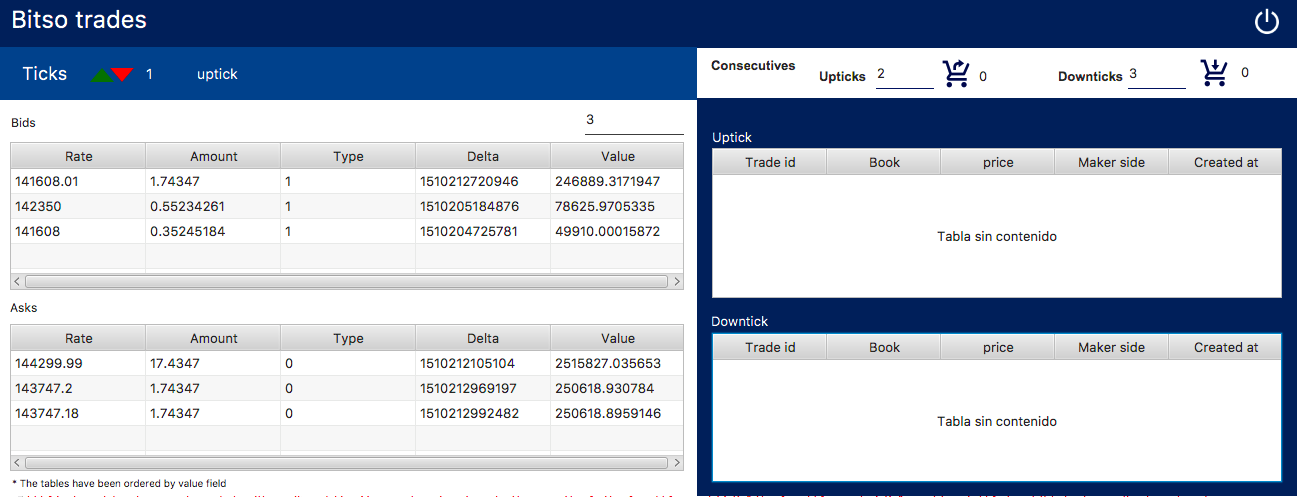 Bitso trades
Ticks 1 uptick
Consecutives Upticks 2 0 Downticks 3 0
Bids 3
Rate Amount Type Delta Value
141608.01 1.74347 1 1510212720946 246889.3171947
142350 0.55234261 1 1510205184876 78625.9705335
141608 0.35245184 1 1510204725781 49910.00015872
Asks
Rate Amount Type Delta Value
144299.99 17.4347 0 1510212105104 2515827.035653
143747.2 1.74347 0 1510212969197 250618.930784
143747.18 1.74347 0 1510212992482 250618.8959146
* The tables have been ordered by value field
Uptick
Trade id Book price Maker side Created at
Tabla sin contenido
Downtick
Trade id Book price Maker side Created at
Tabla sin contenido